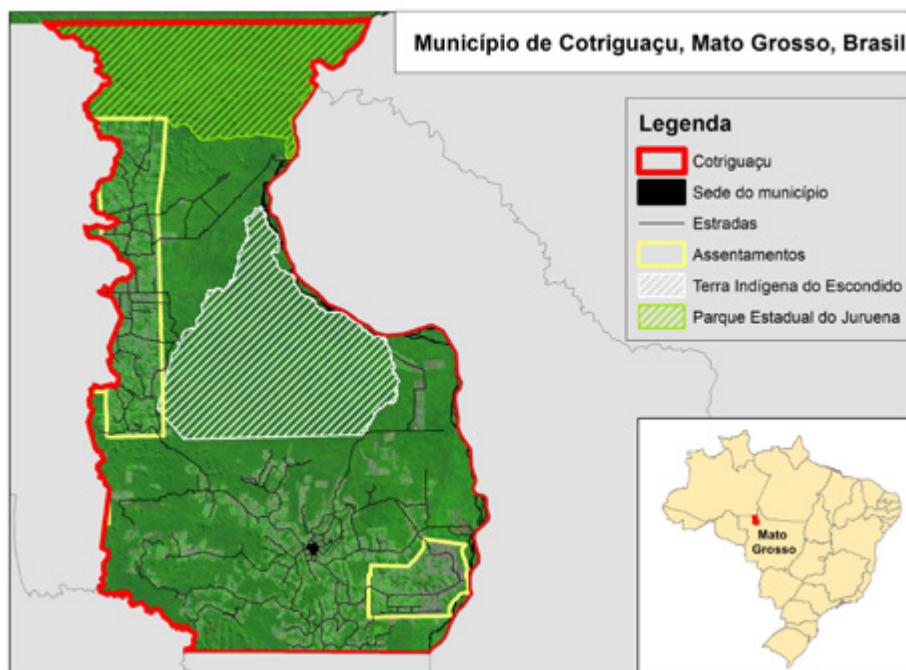 Município de Cotriguaçu, Mato Grosso, Brasil
Legenda
Cotriguaçu
Sede do município
Estradas
Assentamentos
Terra Indígena do Escondido
Parque Estadual do Juruena
Mato
Grosso